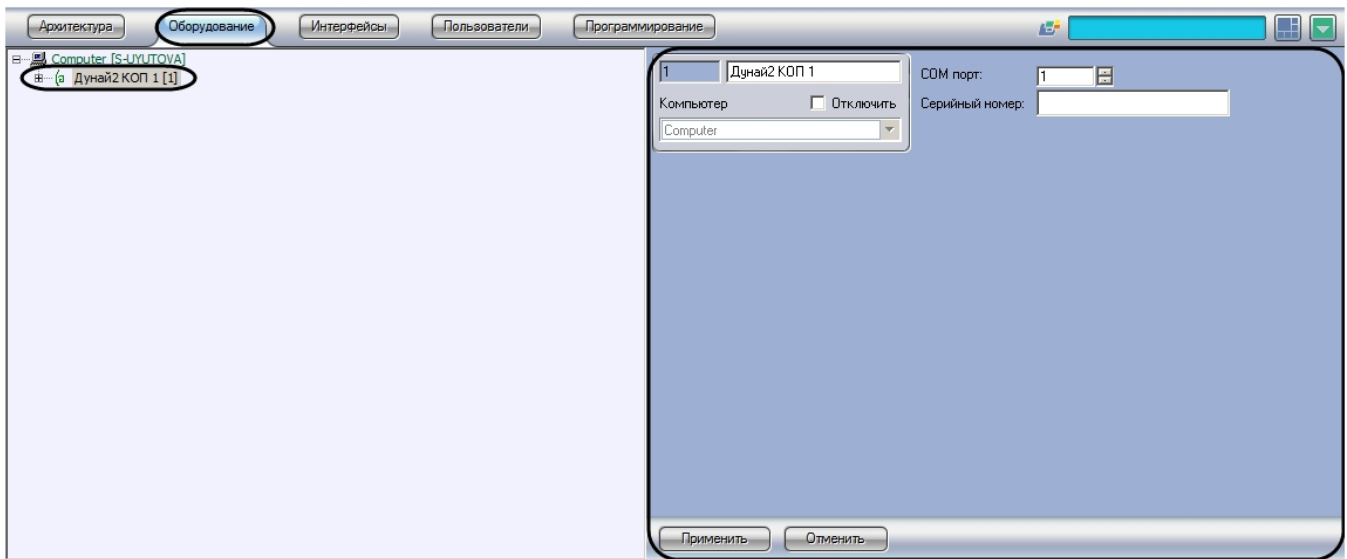 Архитектура Оборудование Интерфейсы Пользователи Программирование
Computer [S-UYUTOVA]
Дунай2 КОП 1 [1]
1 Дунай2 КОП 1
Компьютер Отключить
Computer
COM порт: 1
Серийный номер:
Применить Отменить